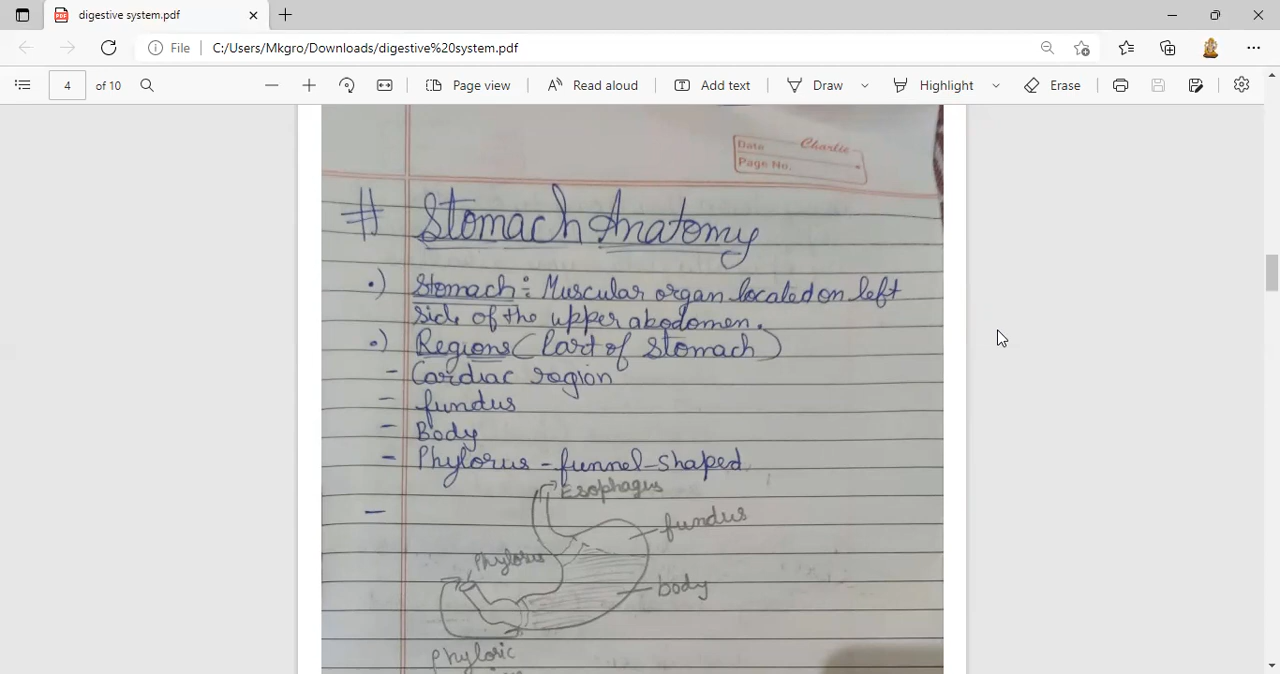 digestive system.pdf
File
C:/Users/Mkgro/Downloads/digestive%20system.pdf
4 of 10
Page view
Read aloud
Add text
Draw
Highlight
Erase
Date
Charlie
Page No.
# Stomach Anatomy
•) Stomach : Muscular organ located on left
side of the upper abodomen.
•) Regions (Part of Stomach)
- Cardiac region
- fundus
- Body
- Phylorus - funnel-shaped
-
Esophagus
fundus
Phylorus
body
Phyloric